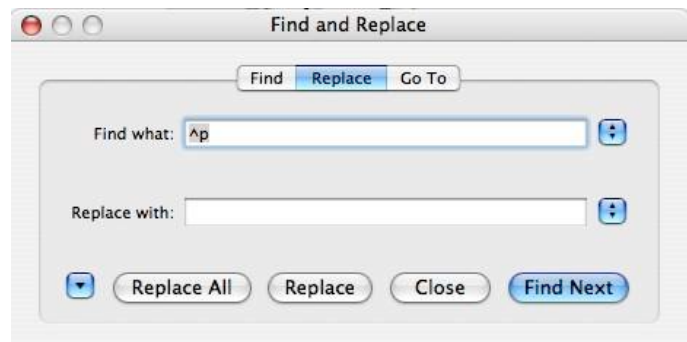 Find and Replace
Find Replace Go To
Find what: ^p
Replace with:
Replace All Replace Close Find Next